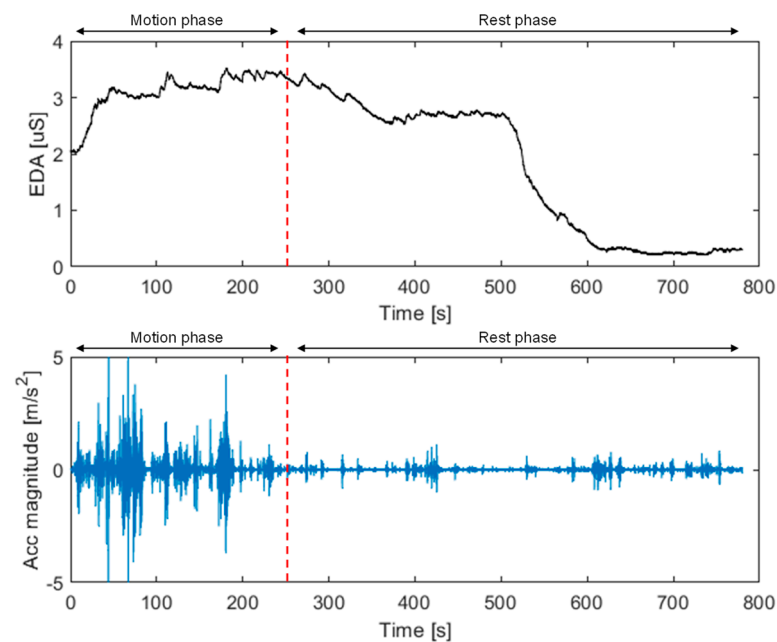 Motion phase Rest phase
4
3
2
1
0
EDA [uS]
0 100 200 300 400 500 600 700 800
Time [s]
Motion phase Rest phase
5
0
-5
Acc magnitude [m/s²]
0 100 200 300 400 500 600 700 800
Time [s]